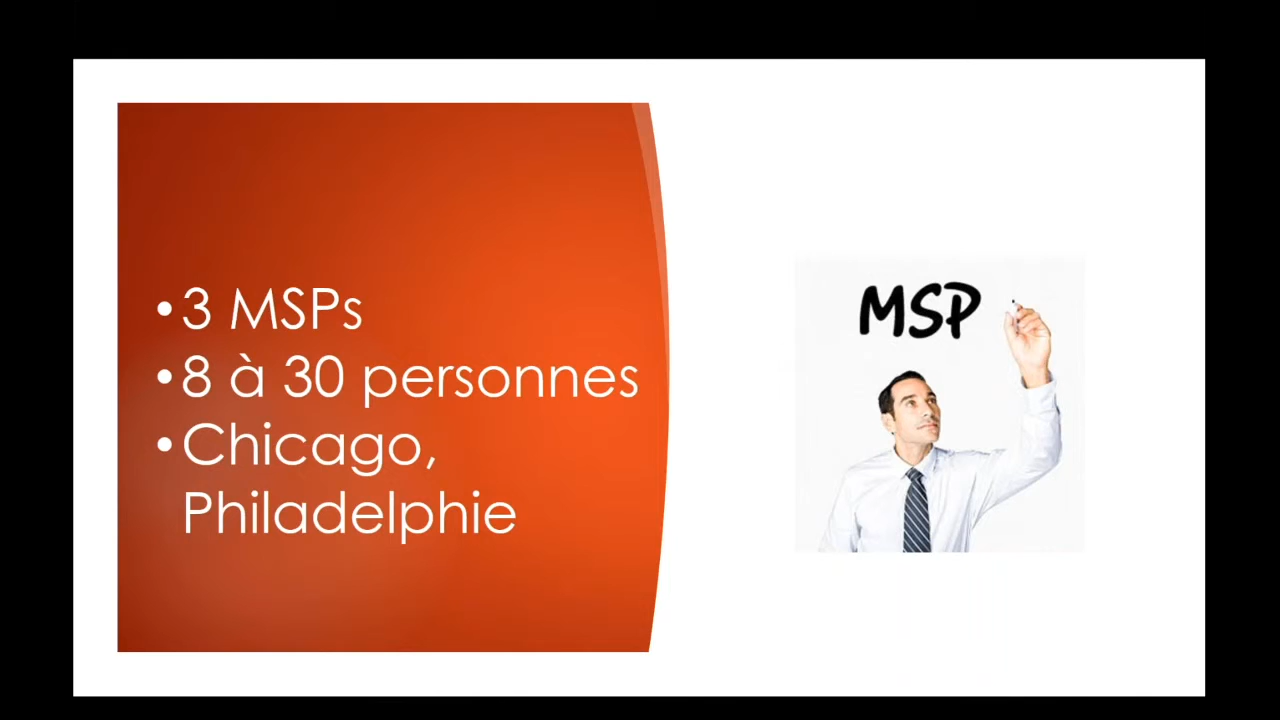 • 3 MSPs
• 8 à 30 personnes
• Chicago,
Philadelphie
MSP